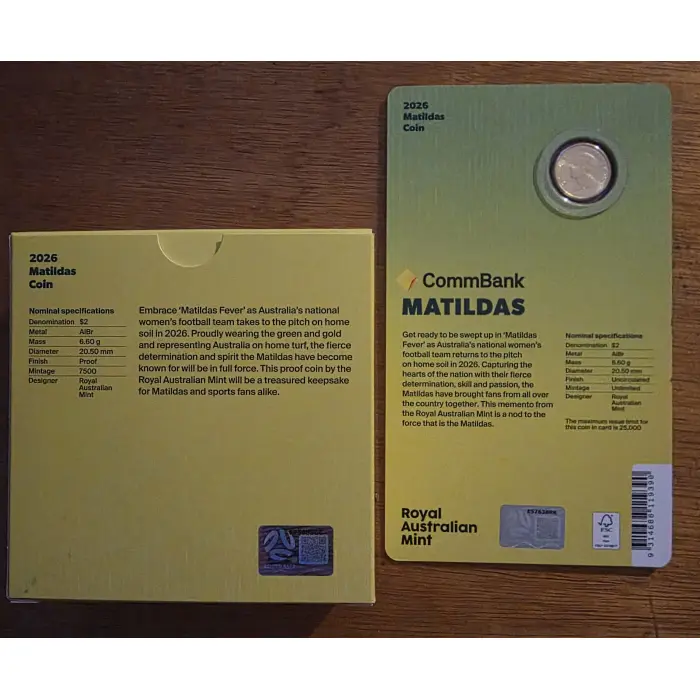 2026
Matildas
Coin
Nominal specifications
Denomination $2
Metal AlBr
Mass 6.60 g
Diameter 20.50 mm
Finish Proof
Mintage 7500
Designer Royal
Australian
Mint
Embrace ‘Matildas Fever’ as Australia’s national
women’s football team takes to the pitch on home
soil in 2026. Proudly wearing the green and gold
and representing Australia on home turf, the fierce
determination and spirit the Matildas have become
known for will be in full force. This proof coin by the
Royal Australian Mint will be a treasured keepsake
for Matildas and sports fans alike.
2026
Matildas
Coin
CommBank
MATILDAS
Get ready to be swept up in ‘Matildas
Fever’ as Australia’s national women’s
football team returns to the pitch
on home soil in 2026. Capturing the
hearts of the nation with their fierce
determination, skill and passion, the
Matildas have brought fans from all over
the country together. This memento from
the Royal Australian Mint is a nod to the
force that is the Matildas.
Nominal specifications
Denomination $2
Metal AlBr
Mass 6.60 g
Diameter 20.50 mm
Finish Uncirculated
Mintage Unlimited
Designer Royal
Australian
Mint
The maximum issue limit for
this coin in card is 25,000
Royal
Australian
Mint
FSC